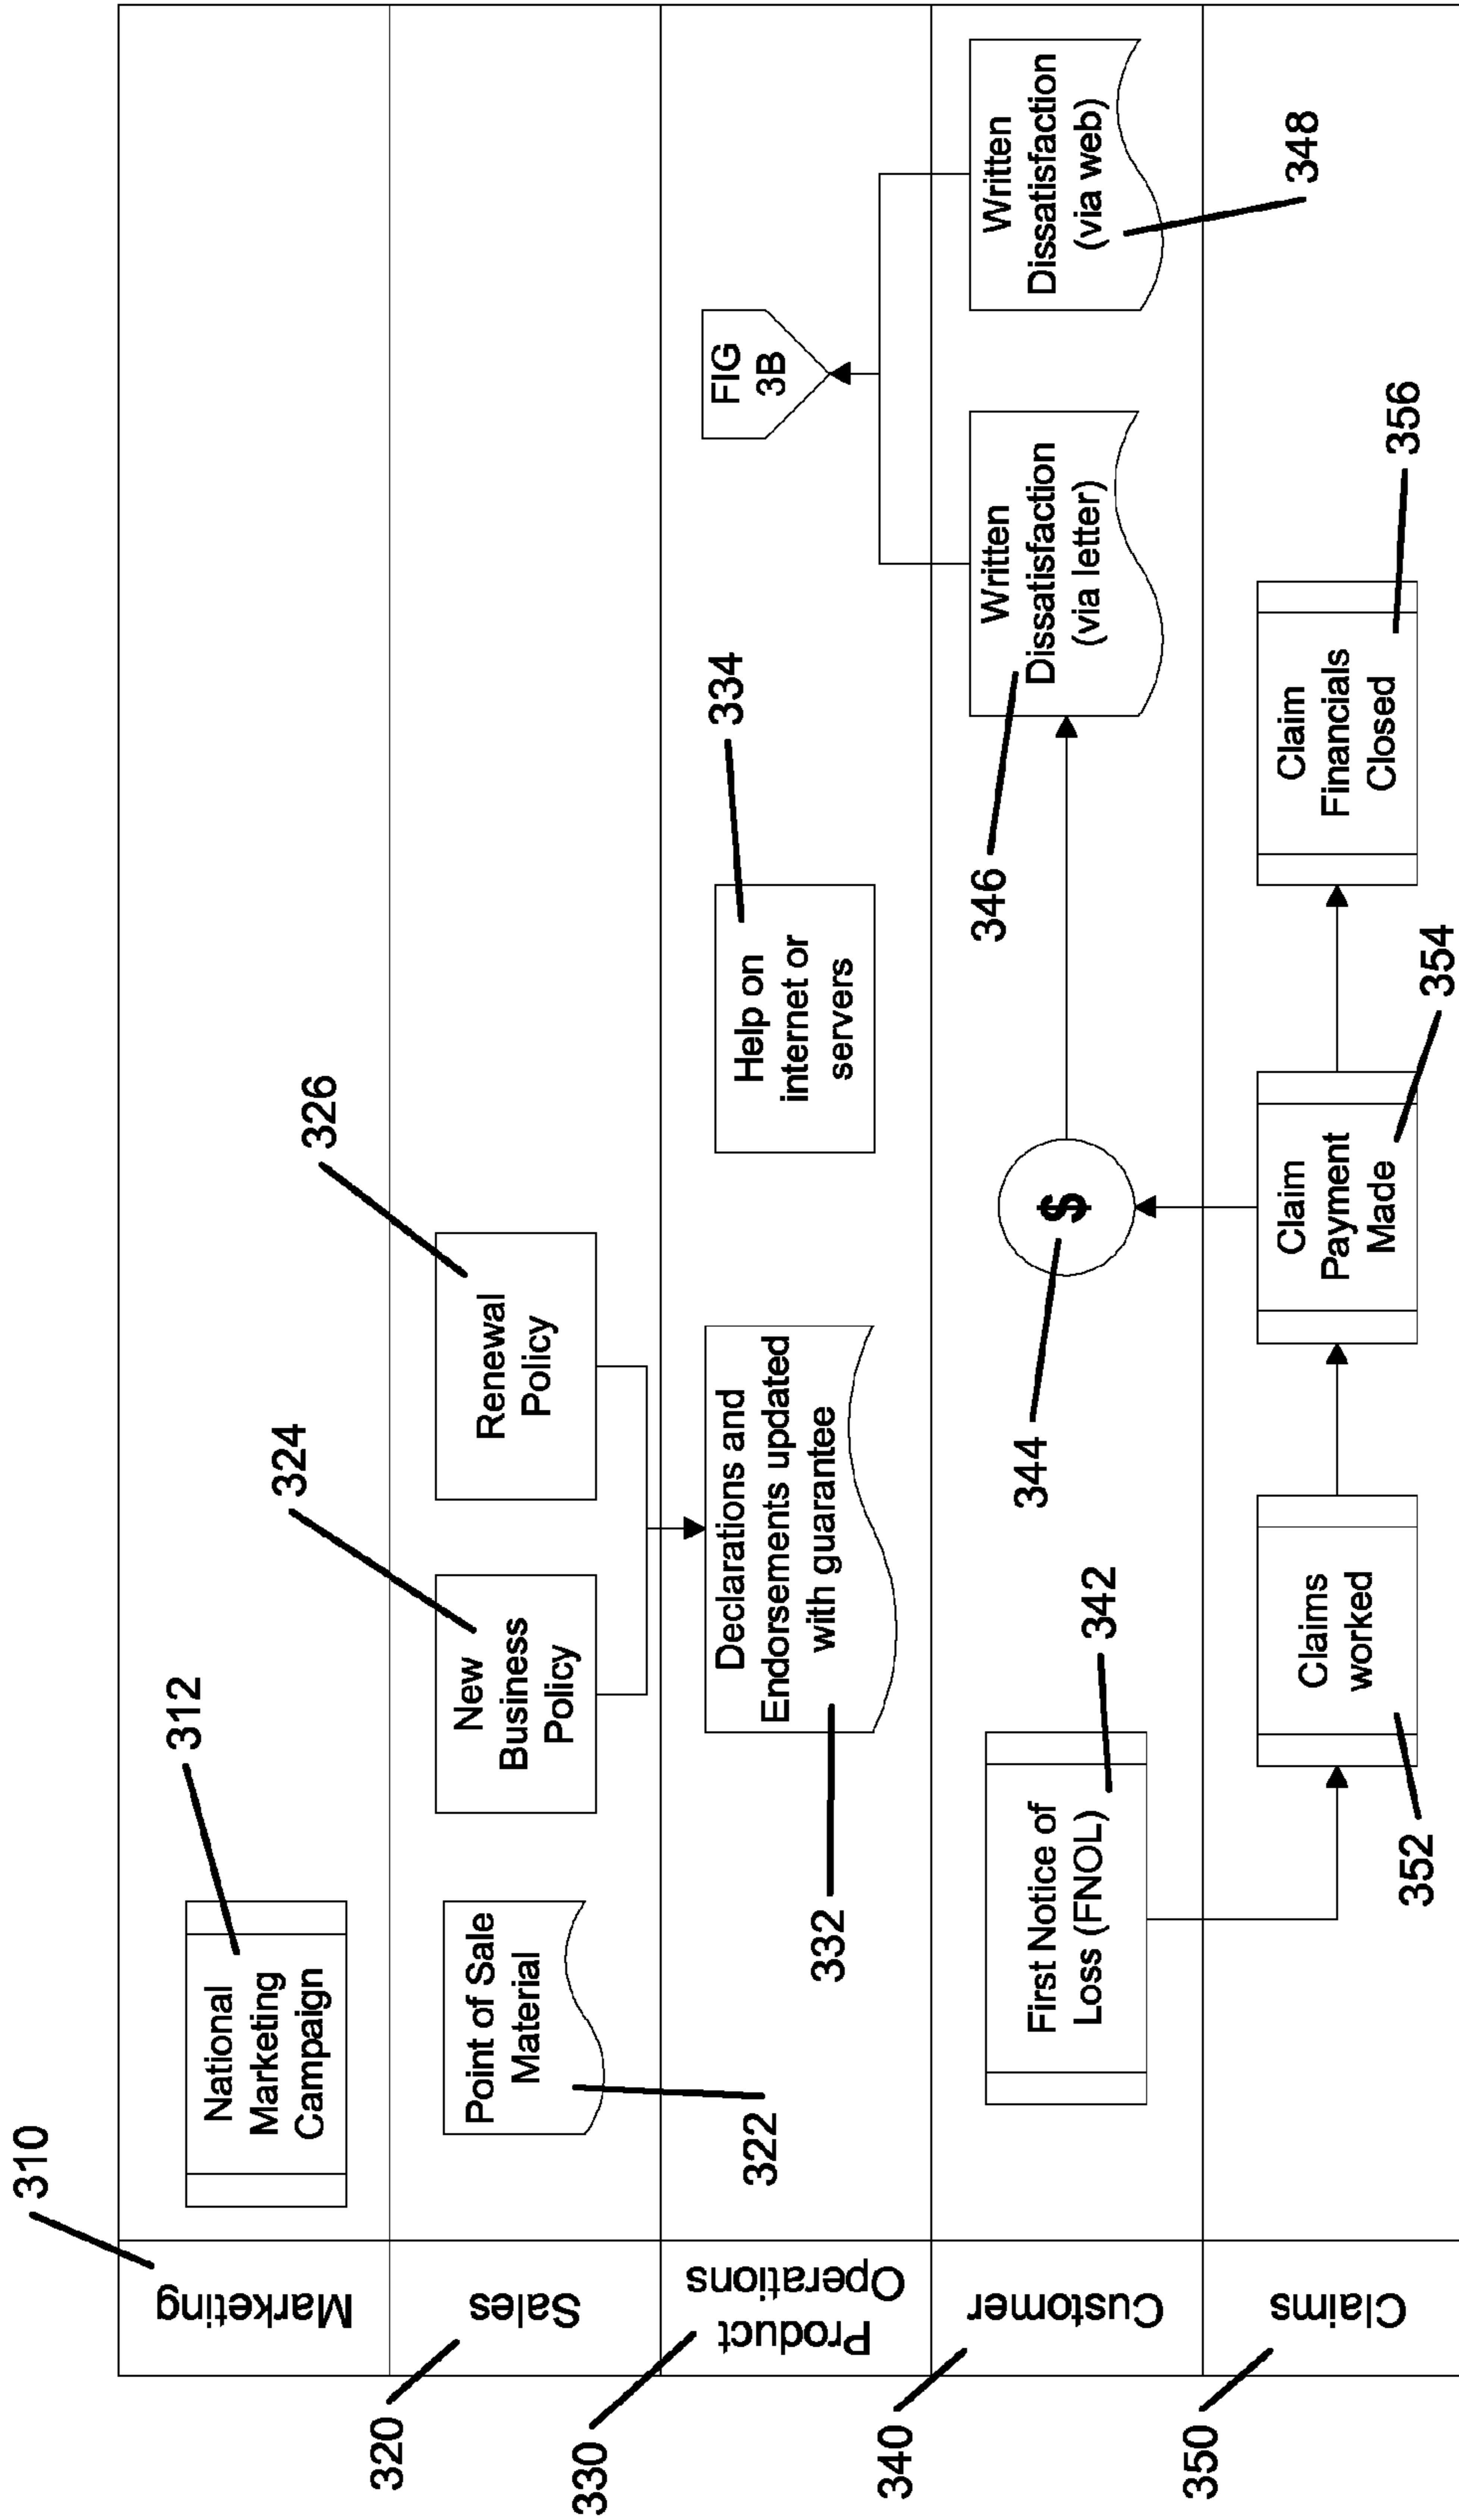 310
Marketing
312
National
Marketing
Campaign
320
Sales
322
Point of Sale
Material
324
New
Business
Policy
326
Renewal
Policy
330
Product
Operations
332
Declarations and
Endorsements updated
with guarantee
334
Help on
internet or
servers
FIG
3B
340
Customer
342
First Notice of
Loss (FNOL)
344
$
346
Written
Dissatisfaction
(via letter)
348
Written
Dissatisfaction
(via web)
350
Claims
352
Claims
worked
354
Claim
Payment
Made
356
Claim
Financials
Closed